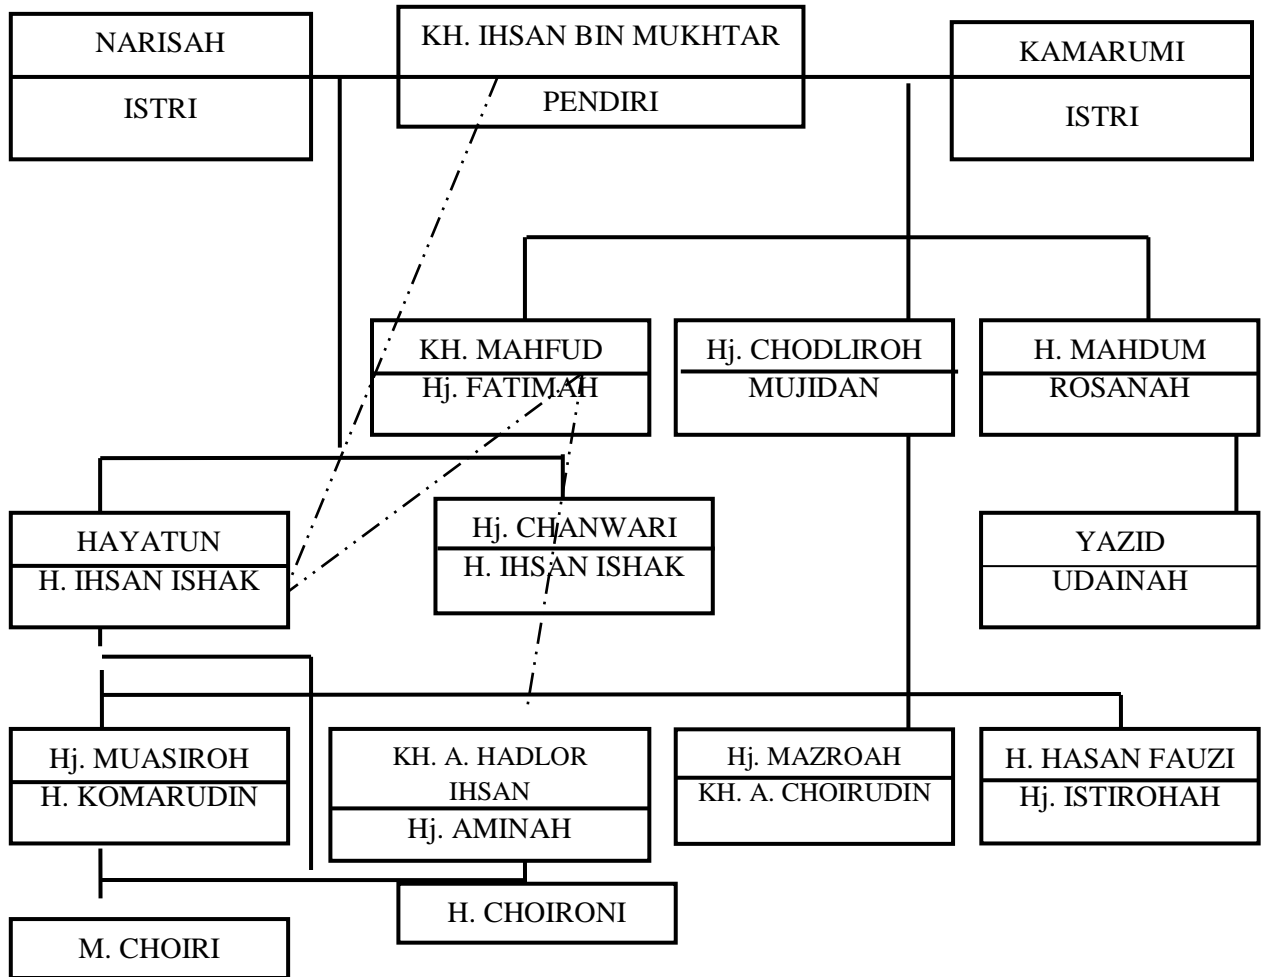 NARISAH
ISTRI
KH. IHSAN BIN MUKHTAR
PENDIRI
KAMARUMI
ISTRI
KH. MAHFUD
Hj. FATIMAH
Hj. CHODLIROH
MUJIDAN
H. MAHDUM
ROSANAH
HAYATUN
H. IHSAN ISHAK
Hj. CHANWARI
H. IHSAN ISHAK
YAZID
UDAINAH
Hj. MUASIROH
H. KOMARUDIN
KH. A. HADLOR
IHSAN
Hj. AMINAH
Hj. MAZROAH
KH. A. CHOIRUDIN
H. HASAN FAUZI
Hj. ISTIROHAH
H. CHOIRONI
M. CHOIRI